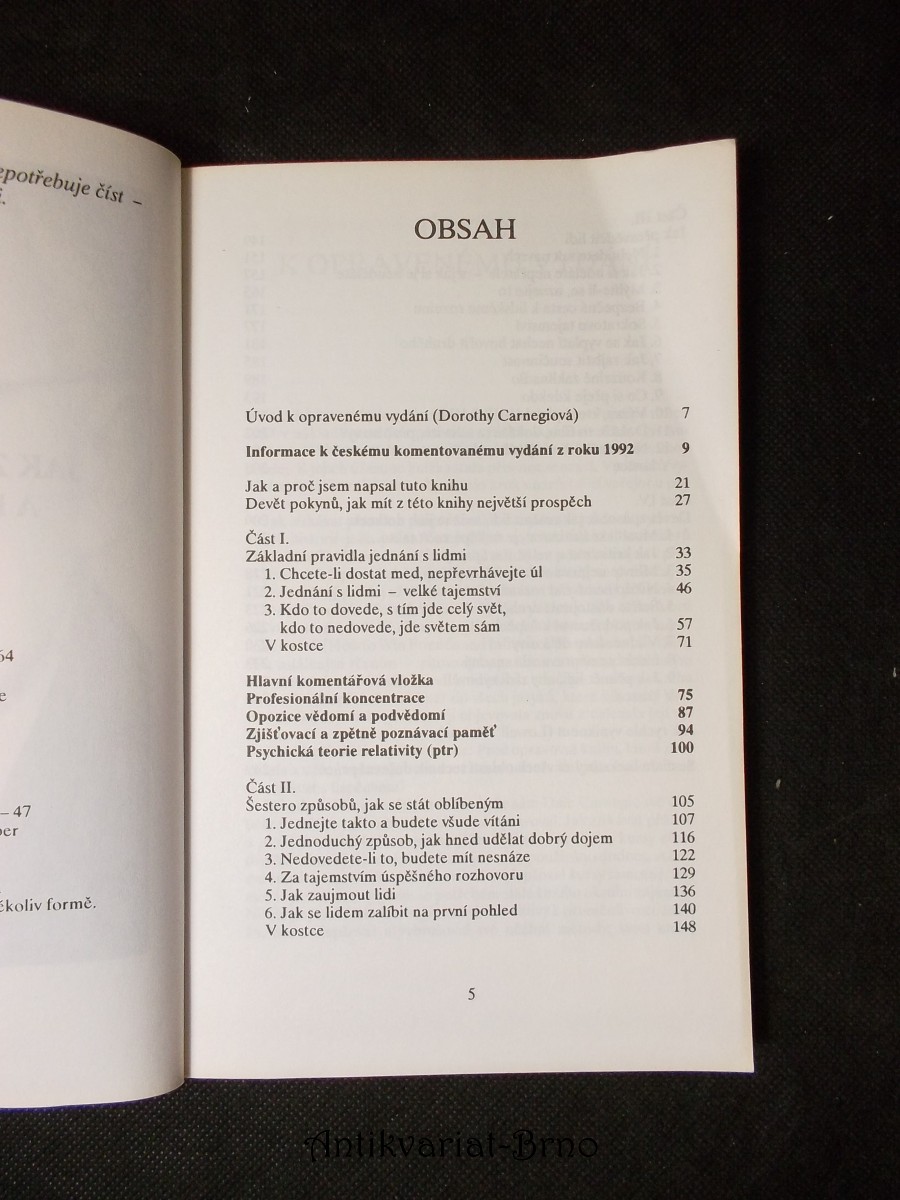 epotřebuje číst –
64
e
– 47
ber
ékoliv formě.
OBSAH
Úvod k opravenému vydání (Dorothy Carnegiová) 7
Informace k českému komentovanému vydání z roku 1992 9
Jak a proč jsem napsal tuto knihu 21
Devět pokynů, jak mít z této knihy největší prospěch 27
Část I.
Základní pravidla jednání s lidmi 33
1. Chcete-li dostat med, nepřevrhávejte úl 35
2. Jednání s lidmi – velké tajemství 46
3. Kdo to dovede, s tím jde celý svět,
kdo to nedovede, jde světem sám 57
V kostce 71
Hlavní komentářová vložka
Profesionální koncentrace 75
Opozice vědomí a podvědomí 87
Zjišťovací a zpětně poznávací paměť 94
Psychická teorie relativity (ptr) 100
Část II.
Šestero způsobů, jak se stát oblíbeným 105
1. Jednejte takto a budete všude vítáni 107
2. Jednoduchý způsob, jak hned udělat dobrý dojem 116
3. Nedovedete-li to, budete mít nesnáze 122
4. Za tajemstvím úspěšného rozhovoru 129
5. Jak zaujmout lidi 136
6. Jak se lidem zalíbit na první pohled 140
V kostce 148
5
Antikvariat-Brno